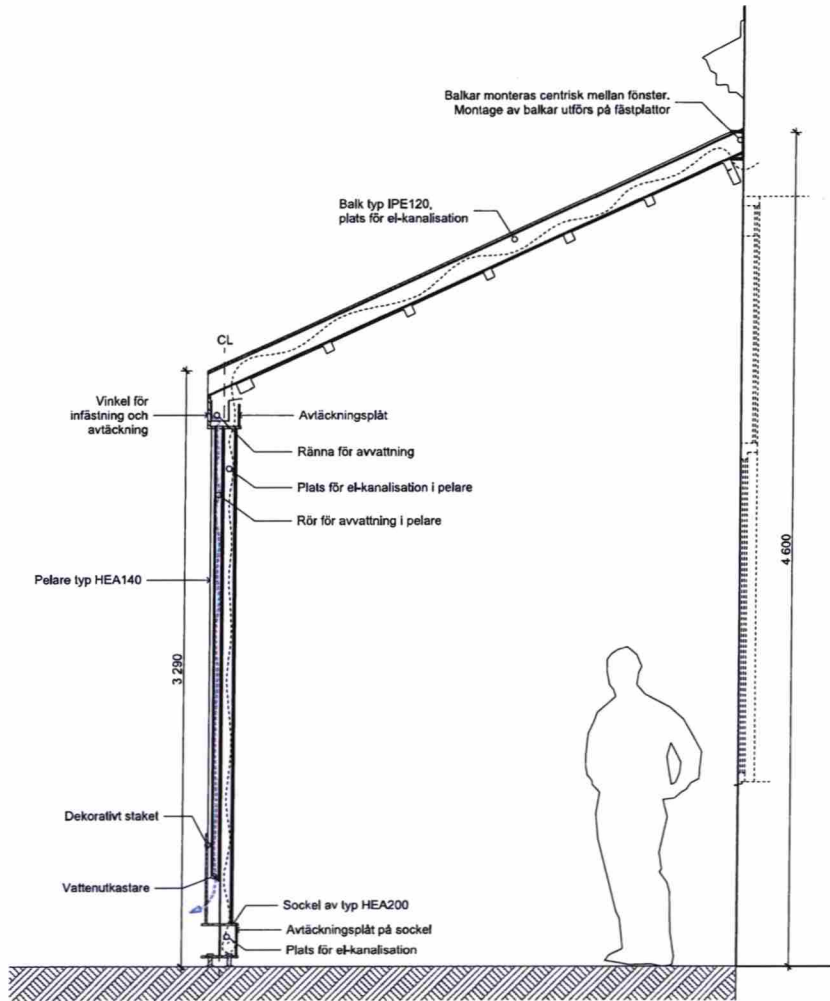 Balkar monteras centrisk mellan fönster.
Montage av balkar utförs på fästplattor
Balk typ IPE120,
plats för el-kanalisation
CL
Vinkel för
infästning och
avtäckning
Avtäckningsplåt
Ränna för avvattning
Plats för el-kanalisation i pelare
Rör för avvattning i pelare
Pelare typ HEA140
4 600
3 290
Dekorativt staket
Vattenutkastare
Sockel av typ HEA200
Avtäckningsplåt på sockel
Plats för el-kanalisation